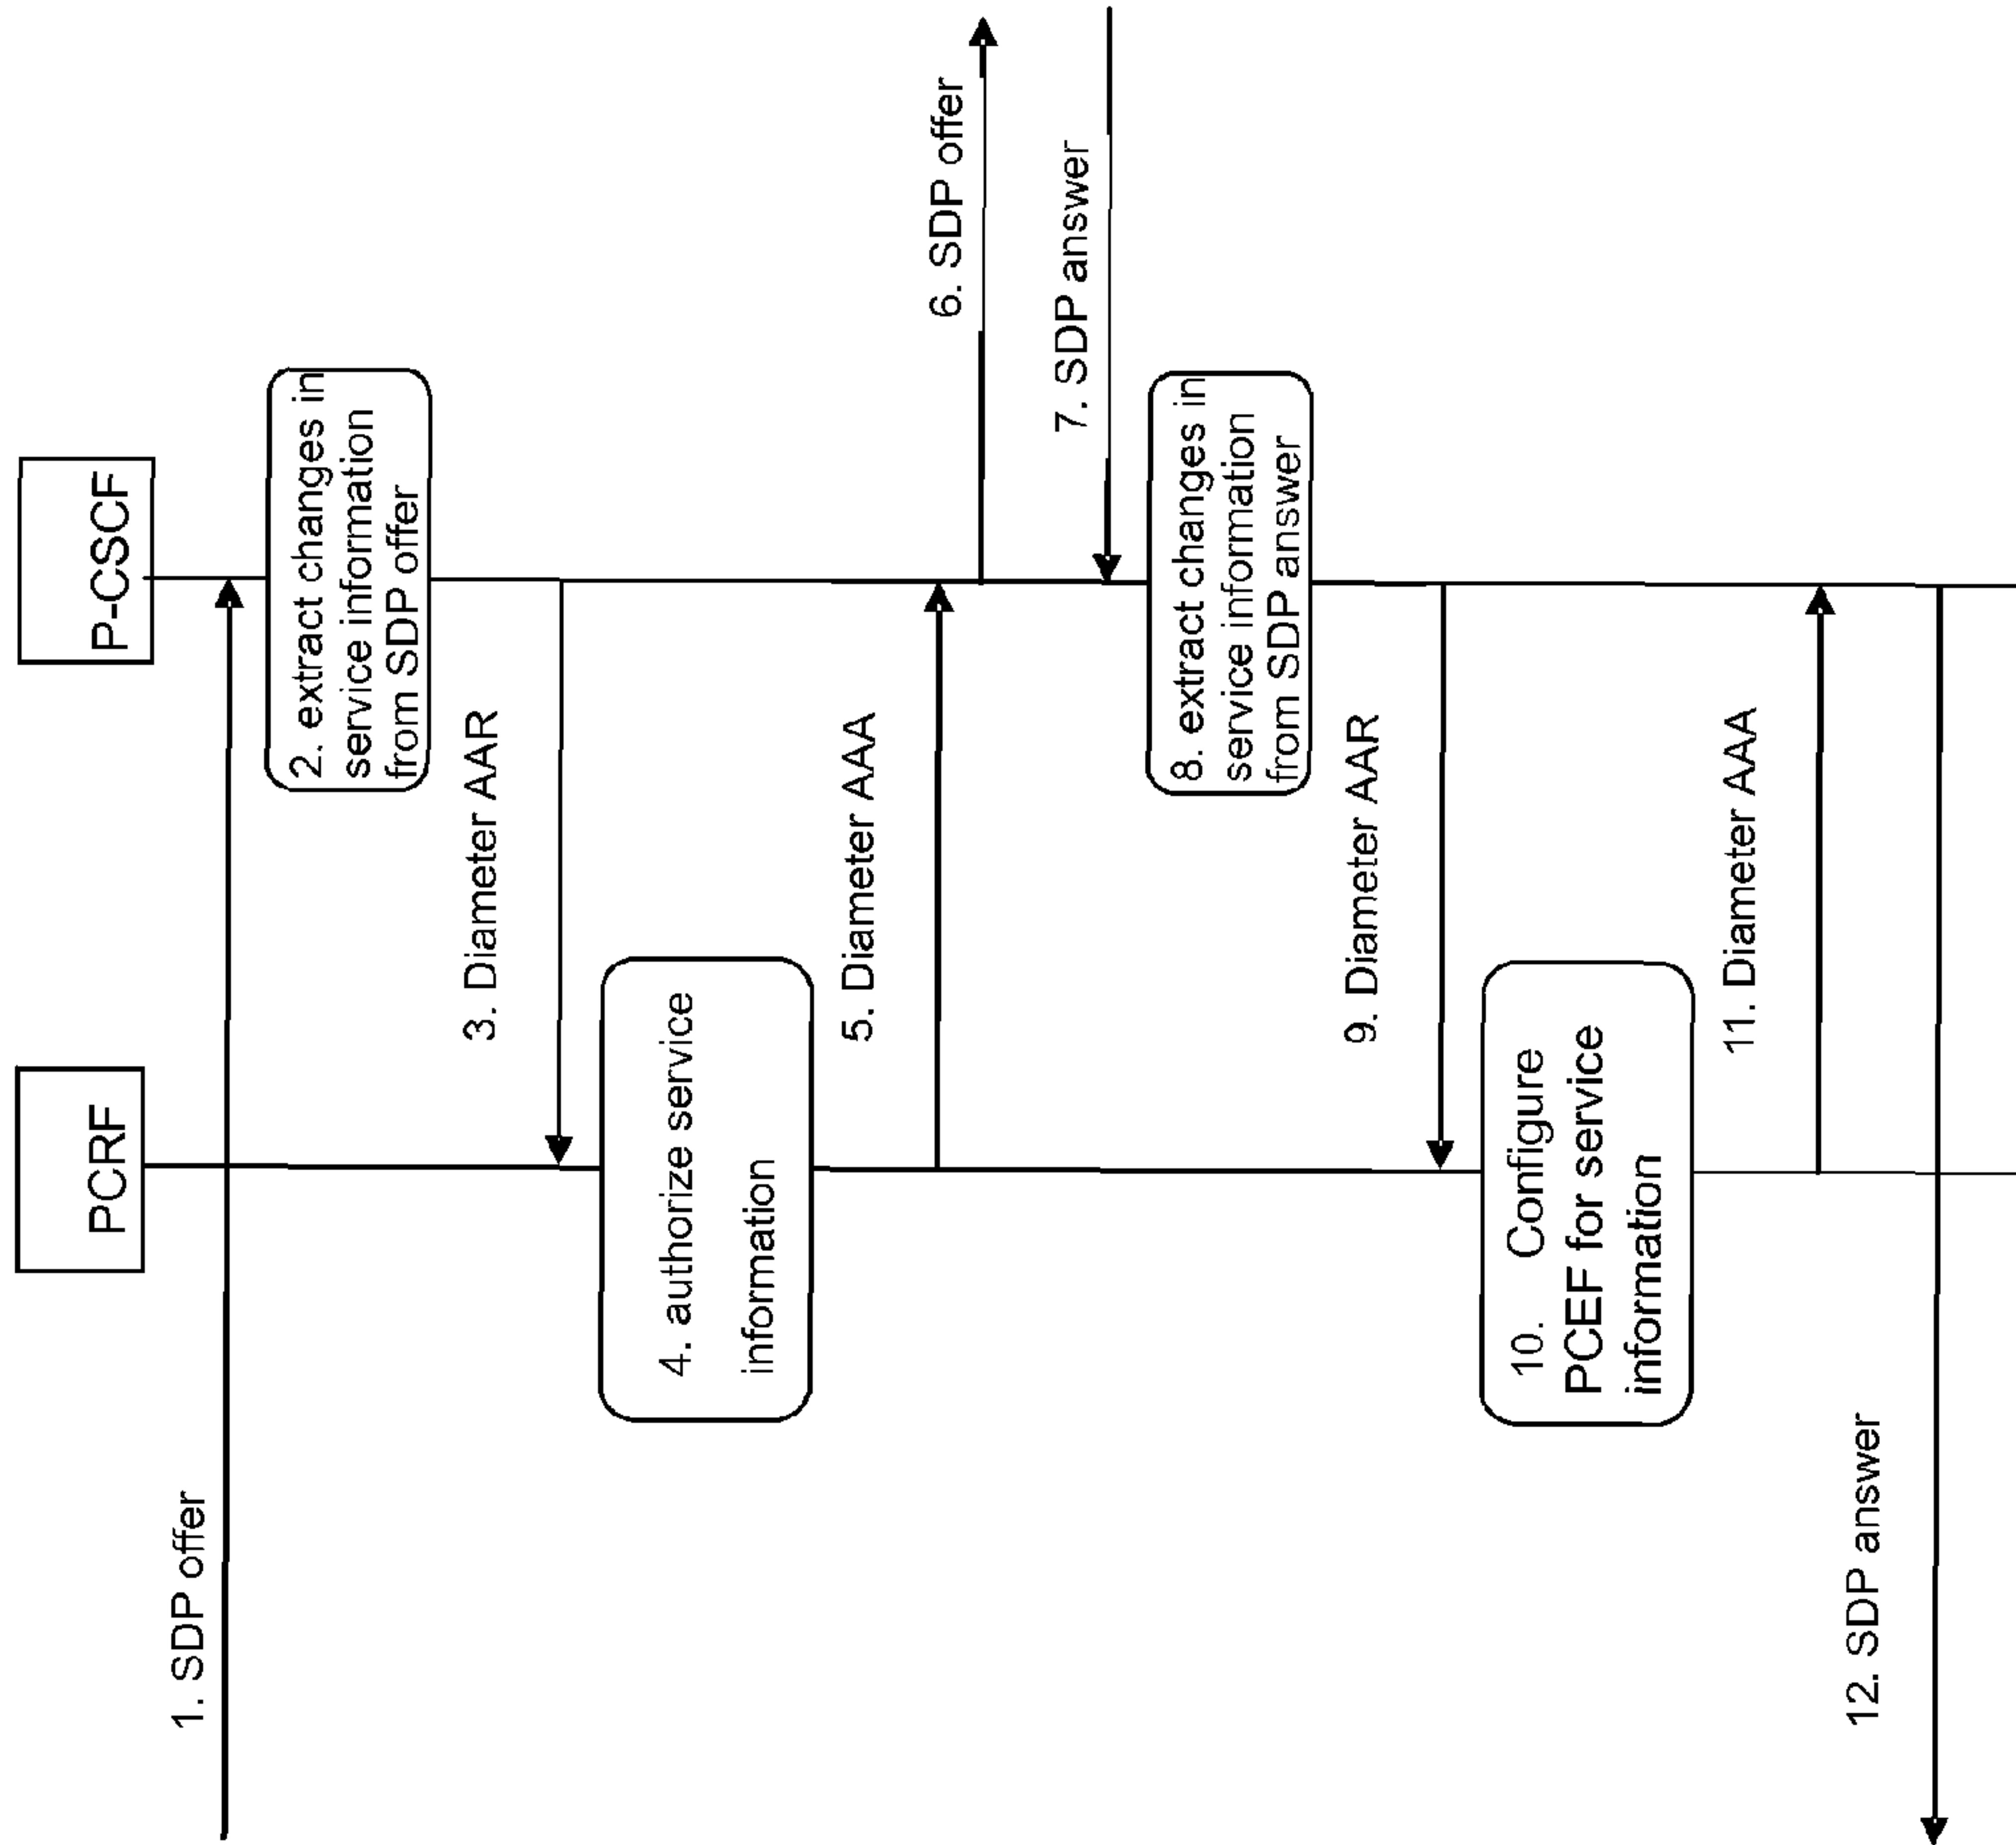 PCRF
P-CSCF
1. SDP offer
2. extract changes in
service information
from SDP offer
3. Diameter AAR
4. authorize service
information
5. Diameter AAA
6. SDP offer
7. SDP answer
8. extract changes in
service information
from SDP answer
9. Diameter AAR
10. Configure
PCEF for service
information
11. Diameter AAA
12. SDP answer